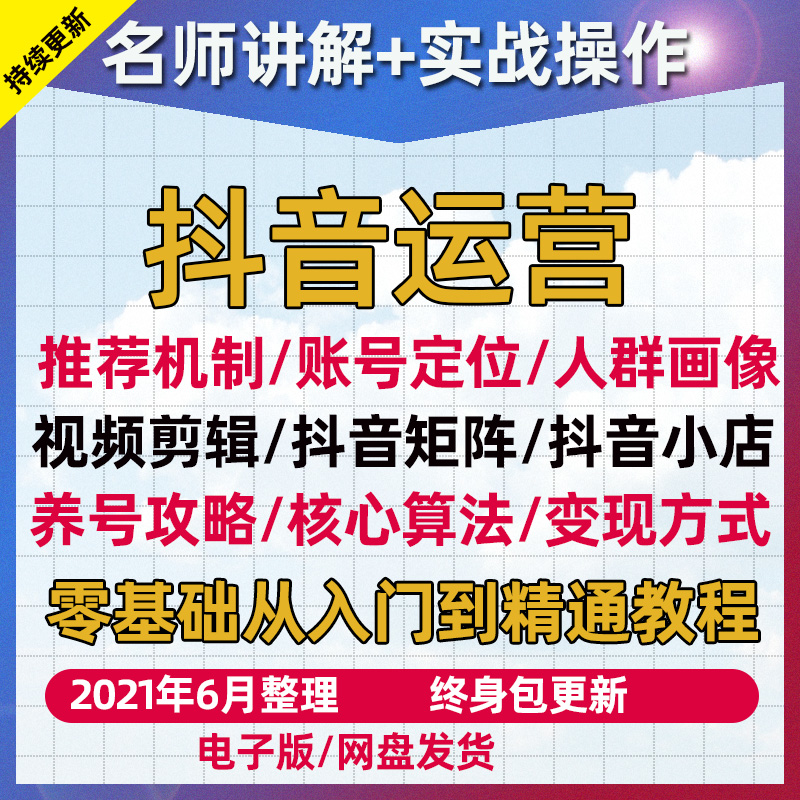 持续更新
名师讲解+实战操作
抖音运营
推荐机制/账号定位/人群画像
视频剪辑/抖音矩阵/抖音小店
养号攻略/核心算法/变现方式
零基础从入门到精通教程
2021年6月整理 终身包更新
电子版/网盘发货